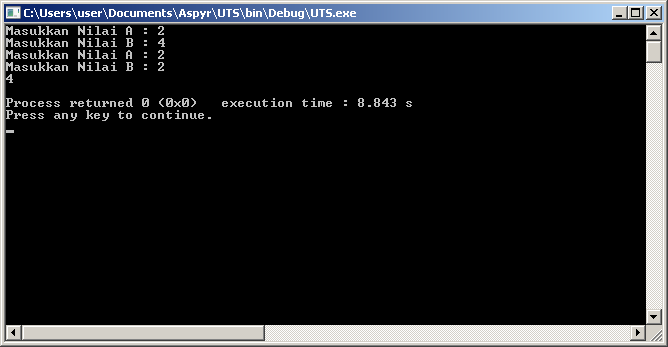 C:\Users\user\Documents\Aspyr\UTS\bin\Debug\UTS.exe
Masukkan Nilai A : 2
Masukkan Nilai B : 4
Masukkan Nilai A : 2
Masukkan Nilai B : 2
4
Process returned 0 (0x0)   execution time : 8.843 s
Press any key to continue.